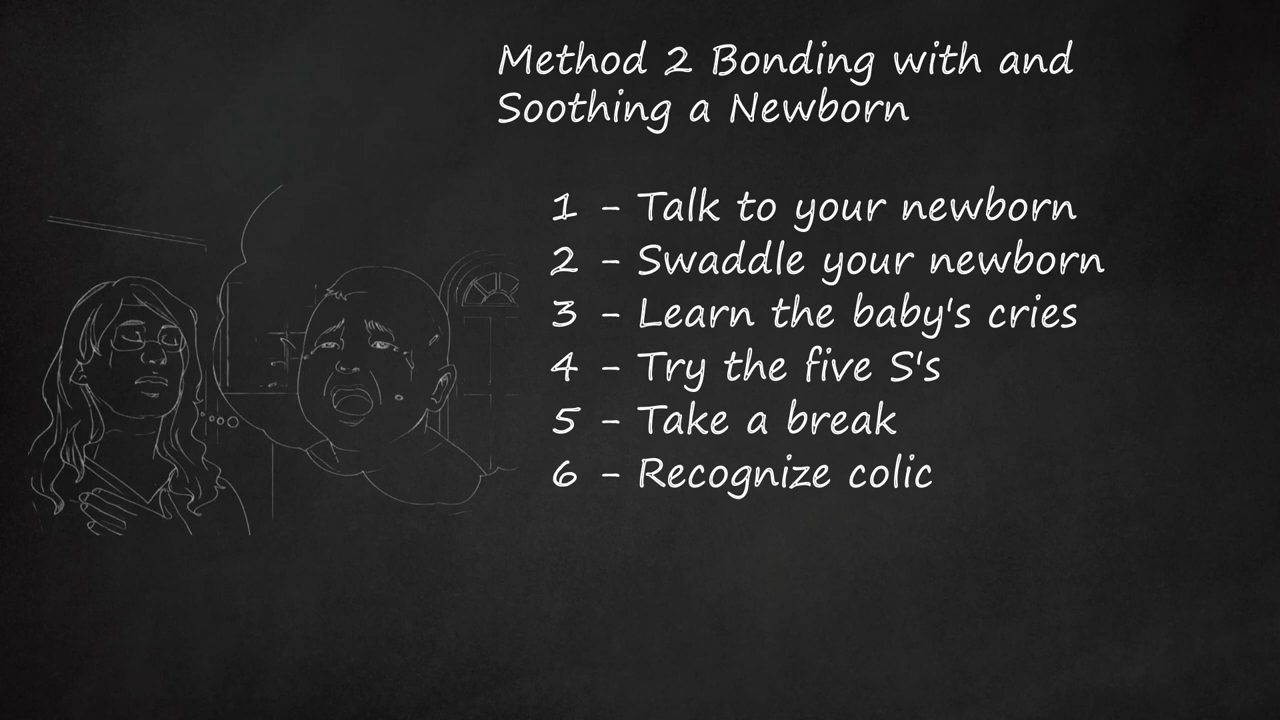 Method 2 Bonding with and
Soothing a Newborn
1 - Talk to your newborn
2 - Swaddle your newborn
3 - Learn the baby's cries
4 - Try the five S's
5 - Take a break
6 - Recognize colic